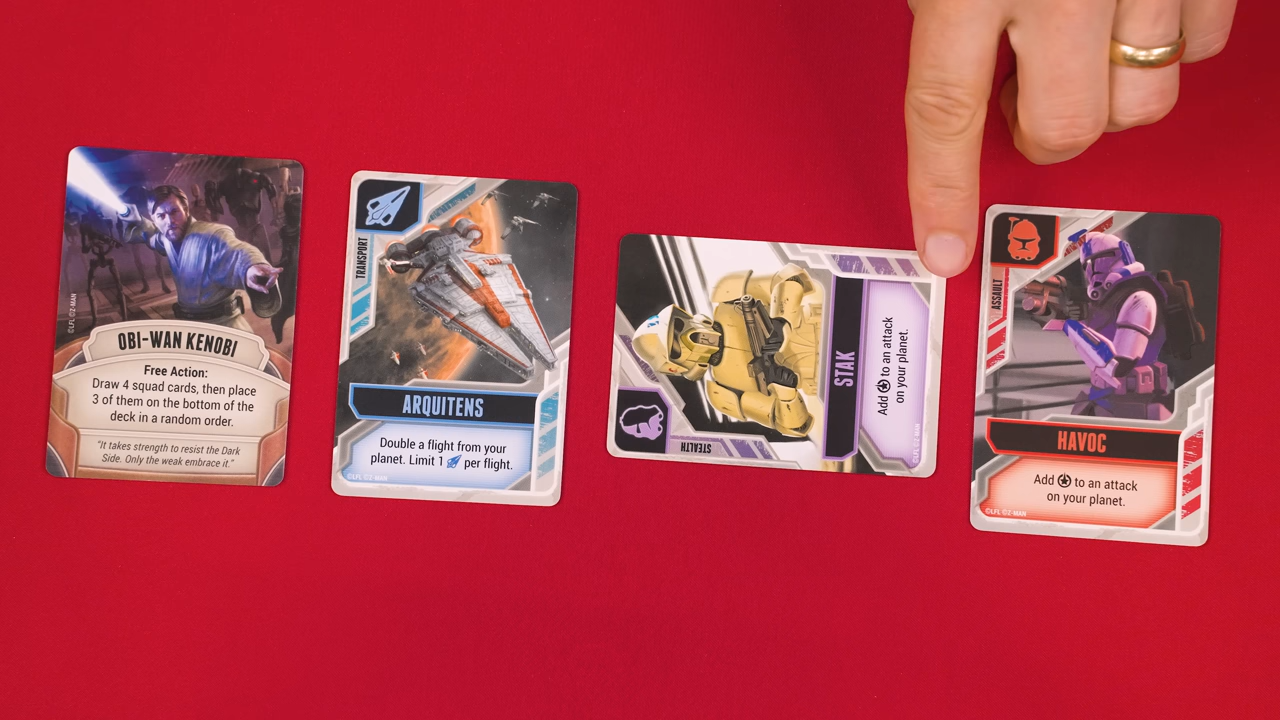 ©LFL ©Z-MAN
OBI-WAN KENOBI
Free Action:
Draw 4 squad cards, then place
3 of them on the bottom of the
deck in a random order.
"It takes strength to resist the Dark
Side. Only the weak embrace it."
TRANSPORT
ARQUITENS
Double a flight from your
planet. Limit 1 per flight.
©LFL ©Z-MAN
STEALTH
STAK
Add to an attack
on your planet.
©LFL ©Z-MAN
ASSAULT
HAVOC
Add to an attack
on your planet.
©LFL ©Z-MAN